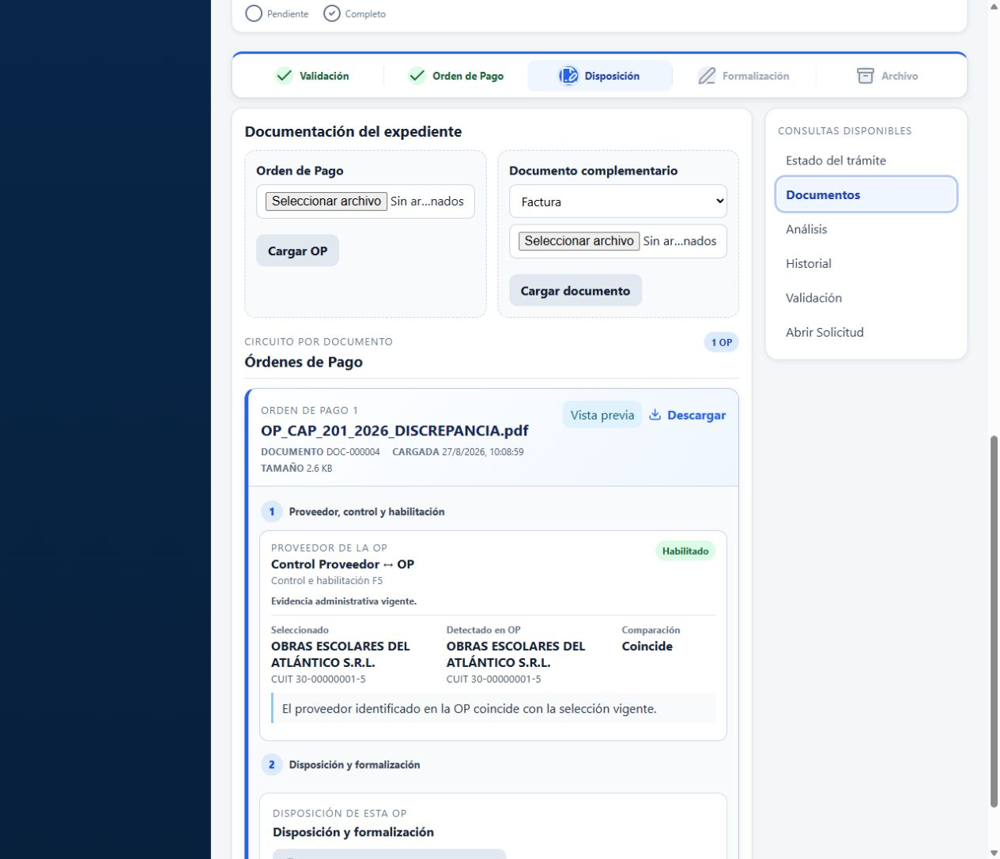 Pendiente Completo
Validación Orden de Pago Disposición Formalización Archivo
Documentación del expediente
Orden de Pago
Seleccionar archivo Sin ar...nados
Cargar OP
Documento complementario
Factura
Seleccionar archivo Sin ar...nados
Cargar documento
CIRCUITO POR DOCUMENTO
Órdenes de Pago
1 OP
ORDEN DE PAGO 1
OP_CAP_201_2026_DISCREPANCIA.pdf
DOCUMENTO DOC-000004 CARGADA 27/8/2026, 10:08:59
TAMAÑO 2.6 KB
Vista previa Descargar
1 Proveedor, control y habilitación
PROVEEDOR DE LA OP
Control Proveedor ↔ OP
Control e habilitación F5
Evidencia administrativa vigente.
Habilitado
Seleccionado
OBRAS ESCOLARES DEL
ATLÁNTICO S.R.L.
CUIT 30-00000001-5
Detectado en OP
OBRAS ESCOLARES DEL
ATLÁNTICO S.R.L.
CUIT 30-00000001-5
Comparación
Coincide
El proveedor identificado en la OP coincide con la selección vigente.
2 Disposición y formalización
DISPOSICIÓN DE ESTA OP
Disposición y formalización
CONSULTAS DISPONIBLES
Estado del trámite
Documentos
Análisis
Historial
Validación
Abrir Solicitud